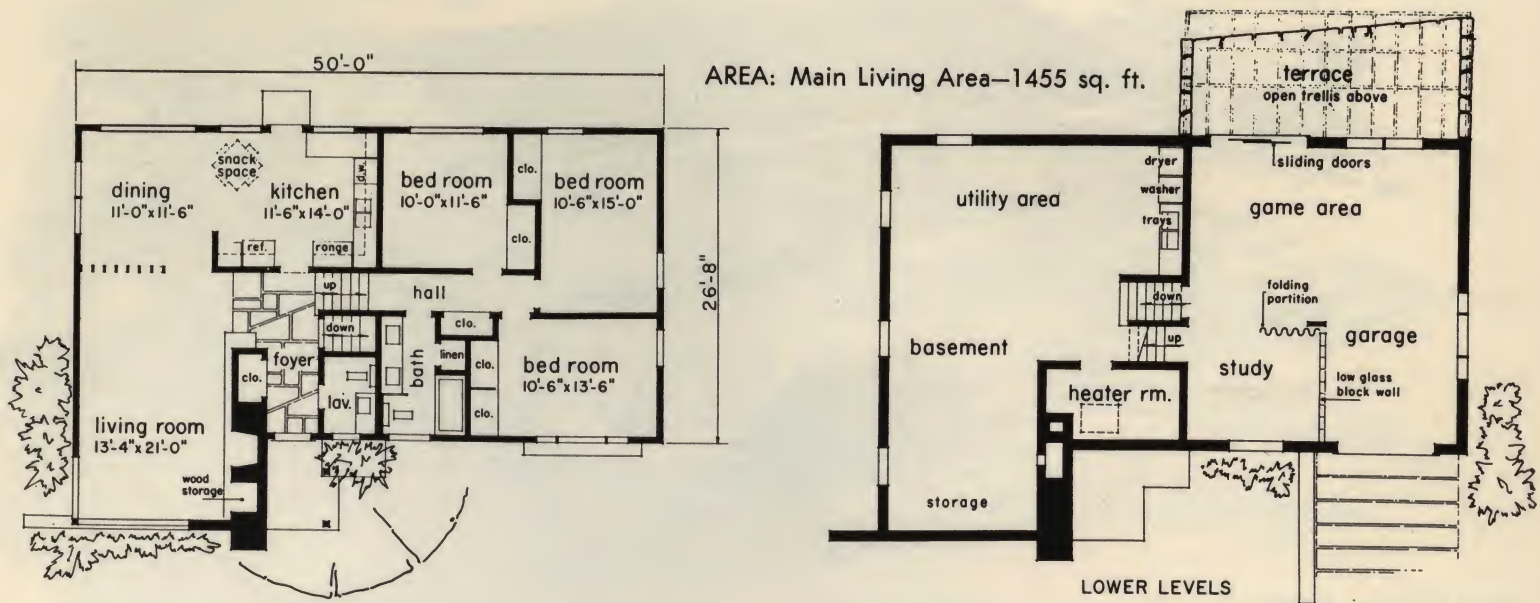 50'-0"
AREA: Main Living Area—1455 sq. ft.
26'-8"
snack
space
dining
11'-0"x11'-6"
kitchen
11'-6"x14'-0"
d.w.
ref.
range
bed room
10'-0"x11'-6"
clo.
clo.
bed room
10'-6"x15'-0"
up
hall
down
foyer
clo.
lav.
bath
clo.
linen
clo.
clo.
bed room
10'-6"x13'-6"
living room
13'-4"x21'-0"
wood
storage
terrace
open trellis above
sliding doors
dryer
washer
trays
utility area
game area
down
up
folding
partition
basement
garage
study
heater rm.
low glass
block wall
storage
LOWER LEVELS